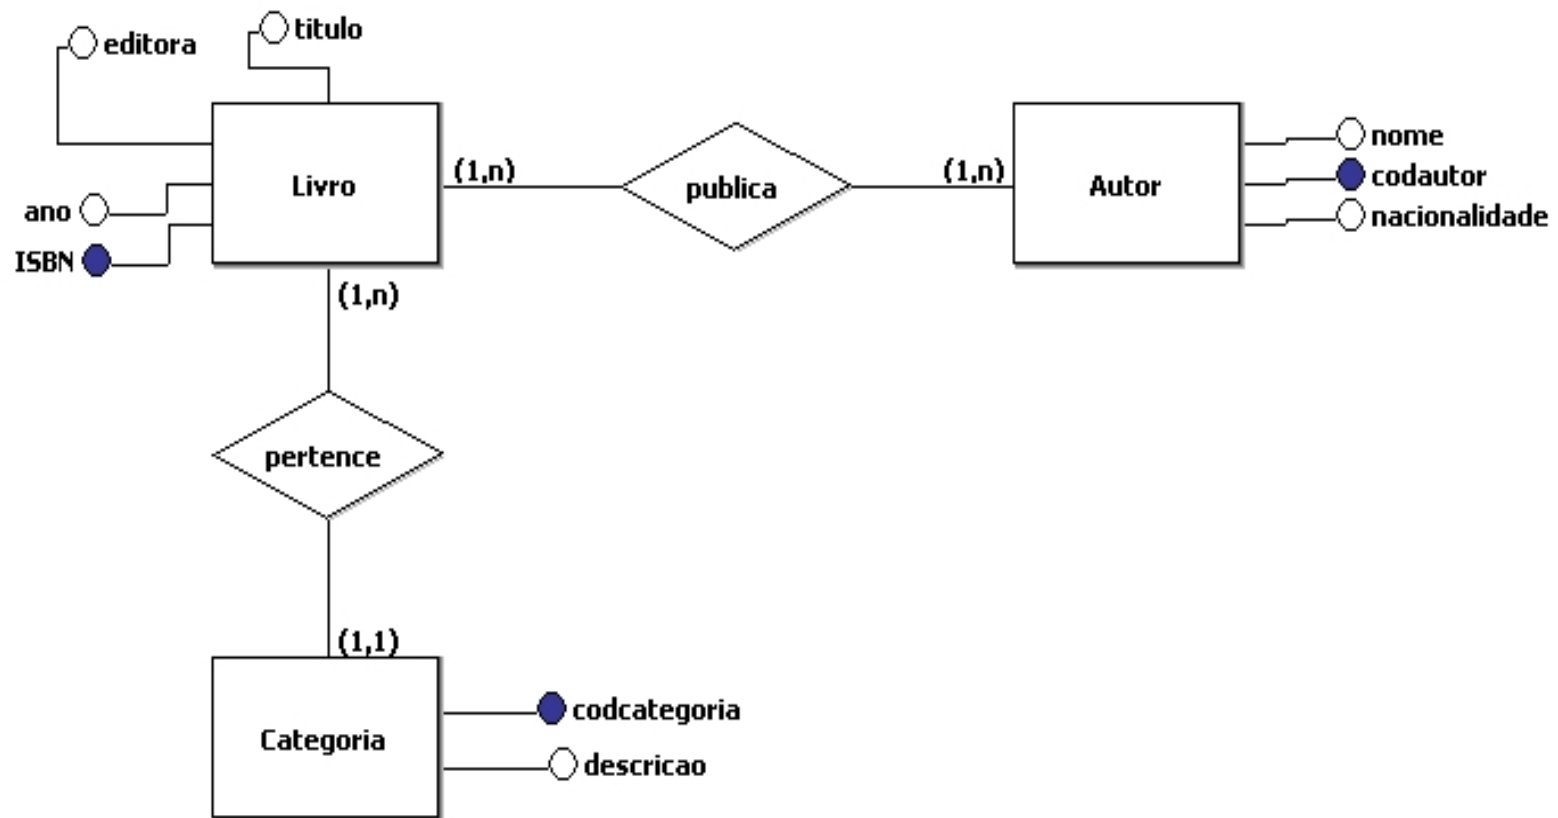 editora
titulo
Livro
ano
ISBN
(1,n)
publica
(1,n)
Autor
nome
codautor
nacionalidade
(1,n)
pertence
(1,1)
Categoria
codcategoria
descricao